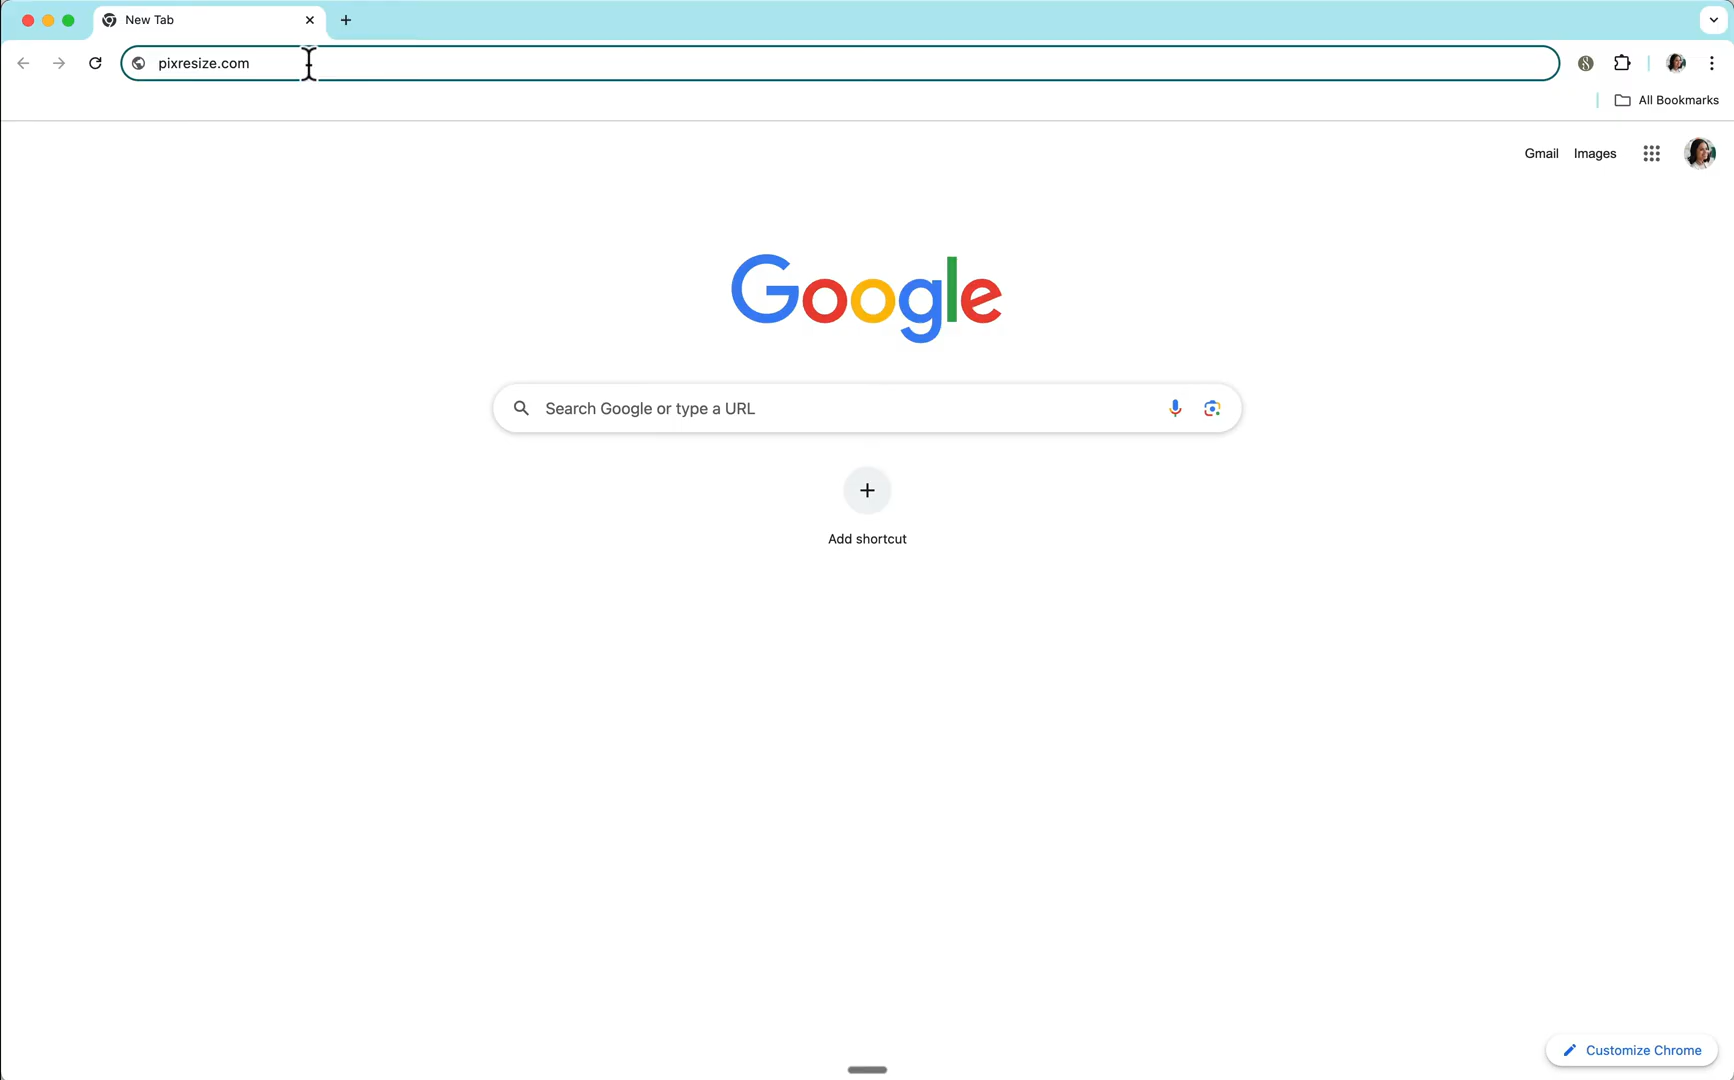 New Tab
pixresize.com
All Bookmarks
Gmail Images
Google
Search Google or type a URL
Add shortcut
Customize Chrome